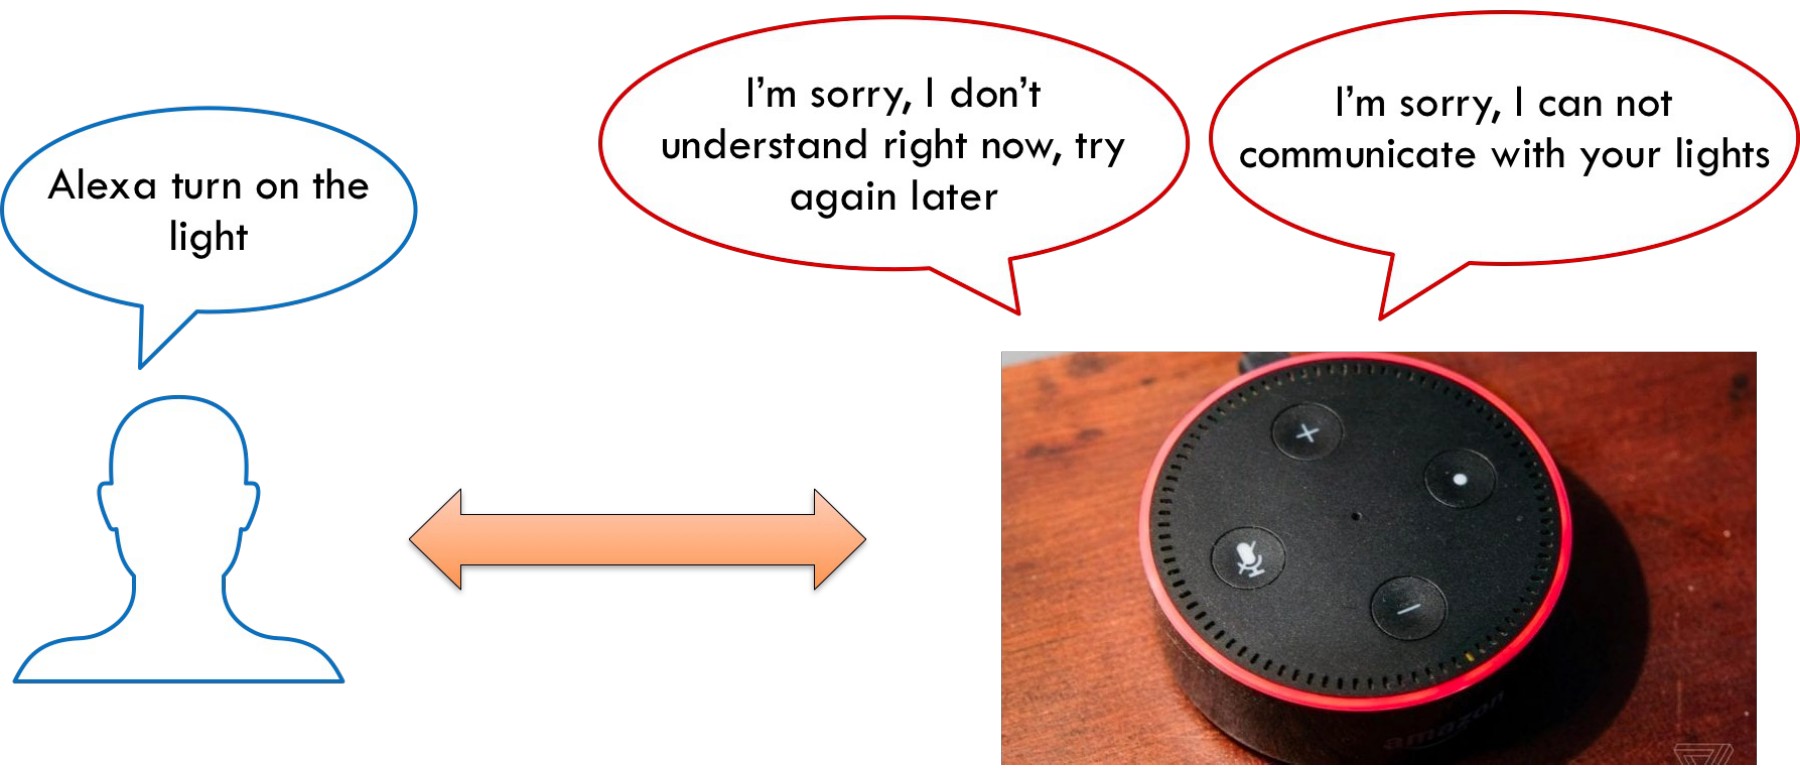 Alexa turn on the
light
I'm sorry, I don't
understand right now, try
again later
I'm sorry, I can not
communicate with your lights
amazon